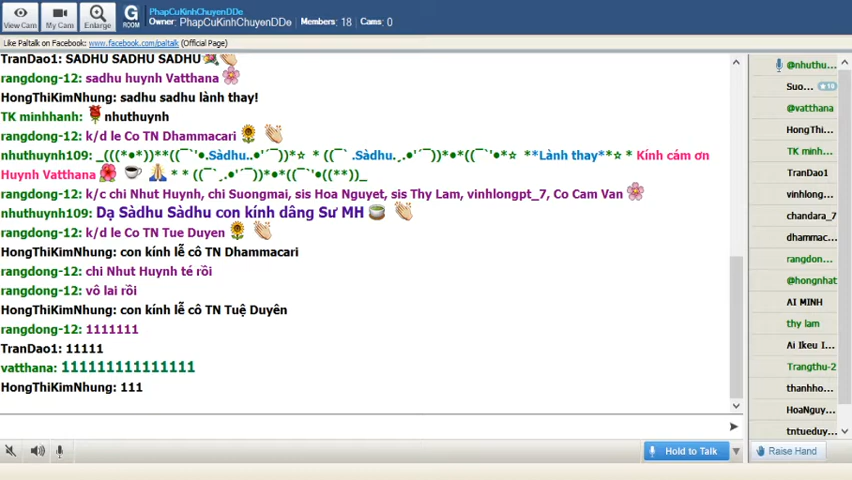 PhapCuKinhChuyenDDe
Owner: PhapCuKinhChuyenDDe Members: 18 Cams: 0
View Cam My Cam Enlarge G ROOM
Like Paltalk on Facebook: www.facebook.com/paltalk (Official Page)
TranDao1: SADHU SADHU SADHU
rangdong-12: sadhu huynh Vatthana
HongThiKimNhung: sadhu sadhu lành thay!
TK minhhanh: nhuthuynh
rangdong-12: k/d le Co TN Dhammacari
nhuthuynh109: _(((*•●))**((¯`'•.Sàdhu..•'´¯))*☆ * ((¯` .Sàdhu.¸.●'´¯))*●*((¯`'•☆ **Lành thay**☆ * Kính cám ơn
Huynh Vatthana * * ((¯`¸.●'´¯))*●*((¯`'•((**))_
rangdong-12: k/c chi Nhut Huynh, chi Suongmai, sis Hoa Nguyet, sis Thy Lam, vinhlongpt_7, Co Cam Van
nhuthuynh109: Dạ Sàdhu Sàdhu con kính dâng Sư MH
rangdong-12: k/d le Co TN Tue Duyen
HongThiKimNhung: con kính lễ cô TN Dhammacari
rangdong-12: chi Nhut Huynh té rồi
rangdong-12: vô lai rồi
HongThiKimNhung: con kính lễ cô TN Tuệ Duyên
rangdong-12: 1111111
TranDao1: 11111
vatthana: 111111111111111
HongThiKimNhung: 111
@nhuthu...
Suo... 10
@vatthana
HongThi...
TK minh...
TranDao1
vinhlong...
chandara_7
dhammac...
rangdon...
@hongnhat
AI MINH
thy lam
Ai Ikeu I...
Trangthu-2
thanhho...
HoaNguy...
tntueduy...
Hold to Talk
Raise Hand